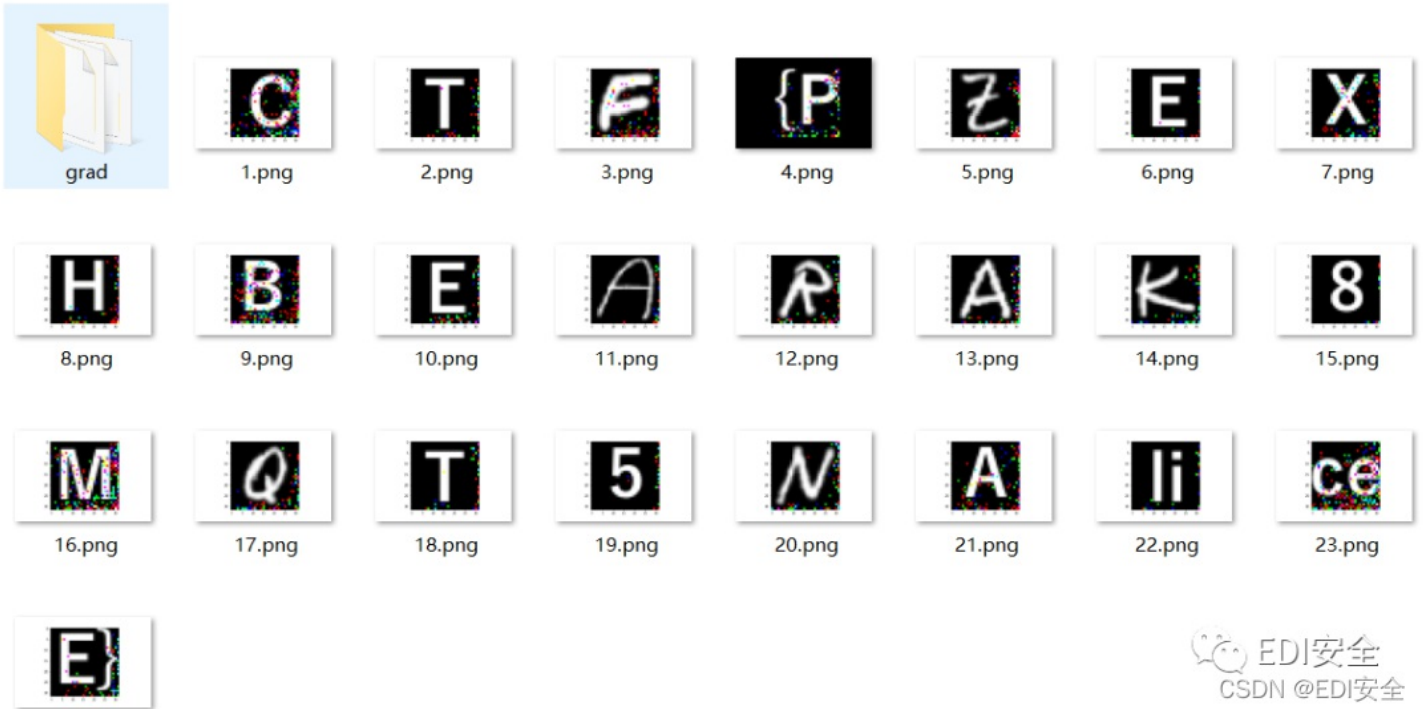 C T F {P Z E X
grad 1.png 2.png 3.png 4.png 5.png 6.png 7.png
H B E A R A K 8
8.png 9.png 10.png 11.png 12.png 13.png 14.png 15.png
M Q T 5 N A li ce
16.png 17.png 18.png 19.png 20.png 21.png 22.png 23.png
E}
EDI安全
CSDN @EDI安全